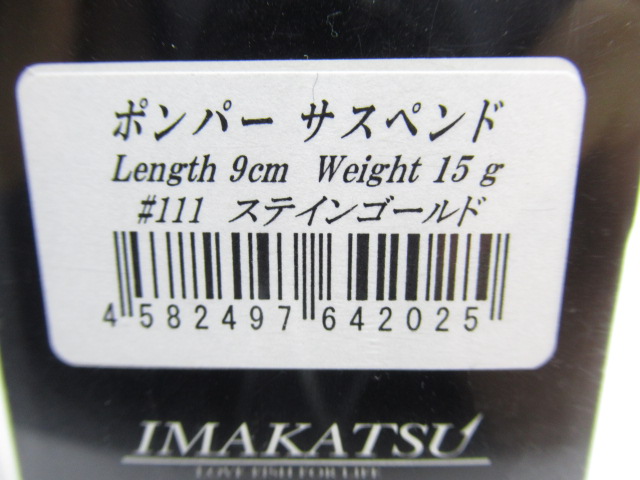 ポンパー サスペンド
Length 9cm Weight 15 g
#111 ステインゴールド
4 582497 642025
IMAKATSU
LOVE FISH FOR LIFE